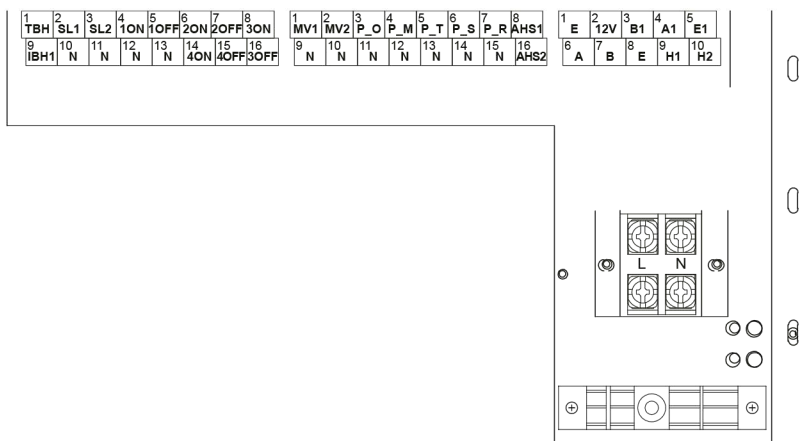 1 TBH 2 SL1 3 SL2 4 1ON 5 1OFF 6 2ON 7 2OFF 8 3ON
9 IBH1 10 N 11 N 12 N 13 N 14 4ON 15 4OFF 16 3OFF
1 MV1 2 MV2 3 P_O 4 P_M 5 P_T 6 P_S 7 P_R 8 AHS1
9 N 10 N 11 N 12 N 13 N 14 N 15 N 16 AHS2
1 E 2 12V 3 B1 4 A1 5 E1
6 A 7 B 8 E 9 H1 10 H2
L N